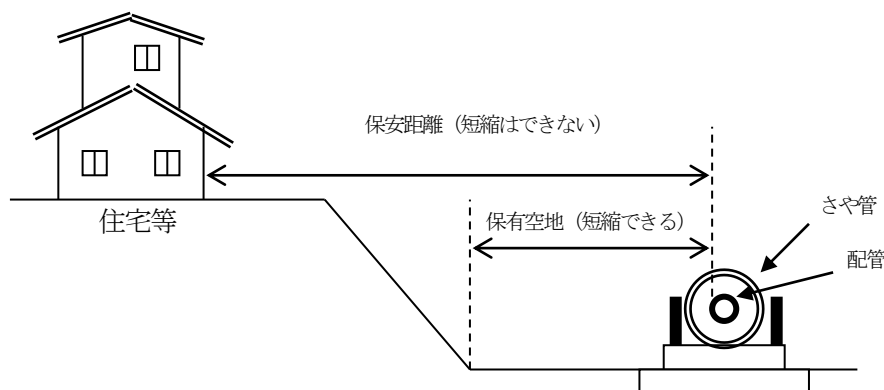 保安距離（短縮はできない）
住宅等
保有空地（短縮できる）
さや管
配管